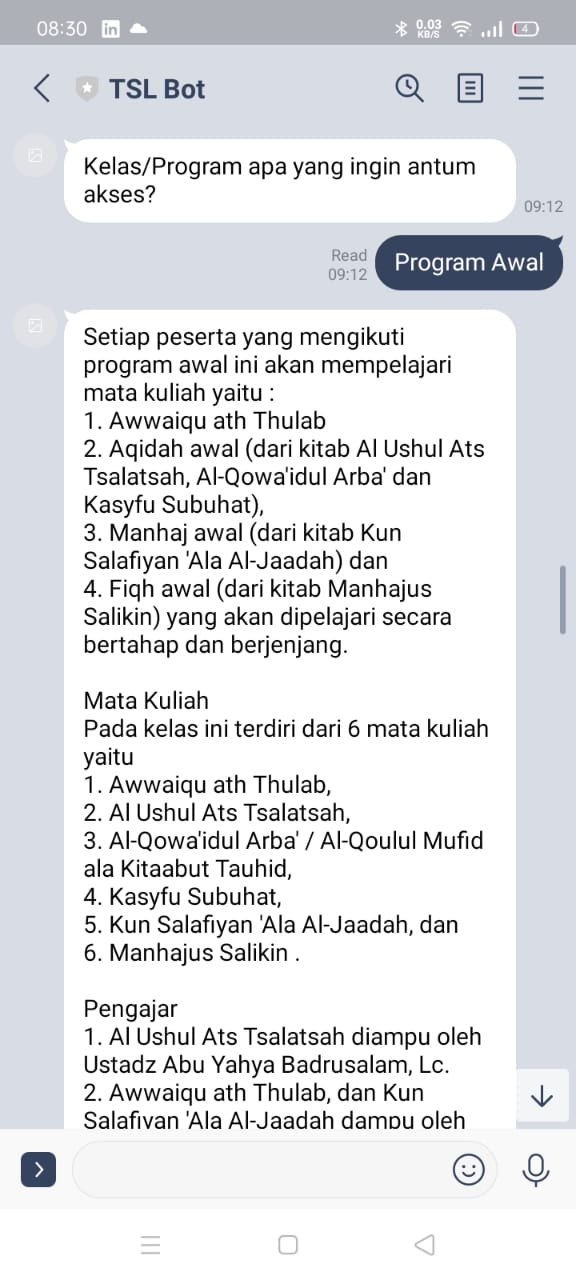 08:30
0.03
KB/S
4
TSL Bot
Kelas/Program apa yang ingin antum
akses?
09:12
Read
09:12
Program Awal
Setiap peserta yang mengikuti
program awal ini akan mempelajari
mata kuliah yaitu :
1. Awwaiqu ath Thulab
2. Aqidah awal (dari kitab Al Ushul Ats
Tsalatsah, Al-Qowa'idul Arba' dan
Kasyfu Subuhat),
3. Manhaj awal (dari kitab Kun
Salafiyan 'Ala Al-Jaadah) dan
4. Fiqh awal (dari kitab Manhajus
Salikin) yang akan dipelajari secara
bertahap dan berjenjang.
Mata Kuliah
Pada kelas ini terdiri dari 6 mata kuliah
yaitu
1. Awwaiqu ath Thulab,
2. Al Ushul Ats Tsalatsah,
3. Al-Qowa'idul Arba' / Al-Qoulul Mufid
ala Kitaabut Tauhid,
4. Kasyfu Subuhat,
5. Kun Salafiyan 'Ala Al-Jaadah, dan
6. Manhajus Salikin .
Pengajar
1. Al Ushul Ats Tsalatsah diampu oleh
Ustadz Abu Yahya Badrusalam, Lc.
2. Awwaiqu ath Thulab, dan Kun
Salafiyan 'Ala Al-Jaadah dampu oleh